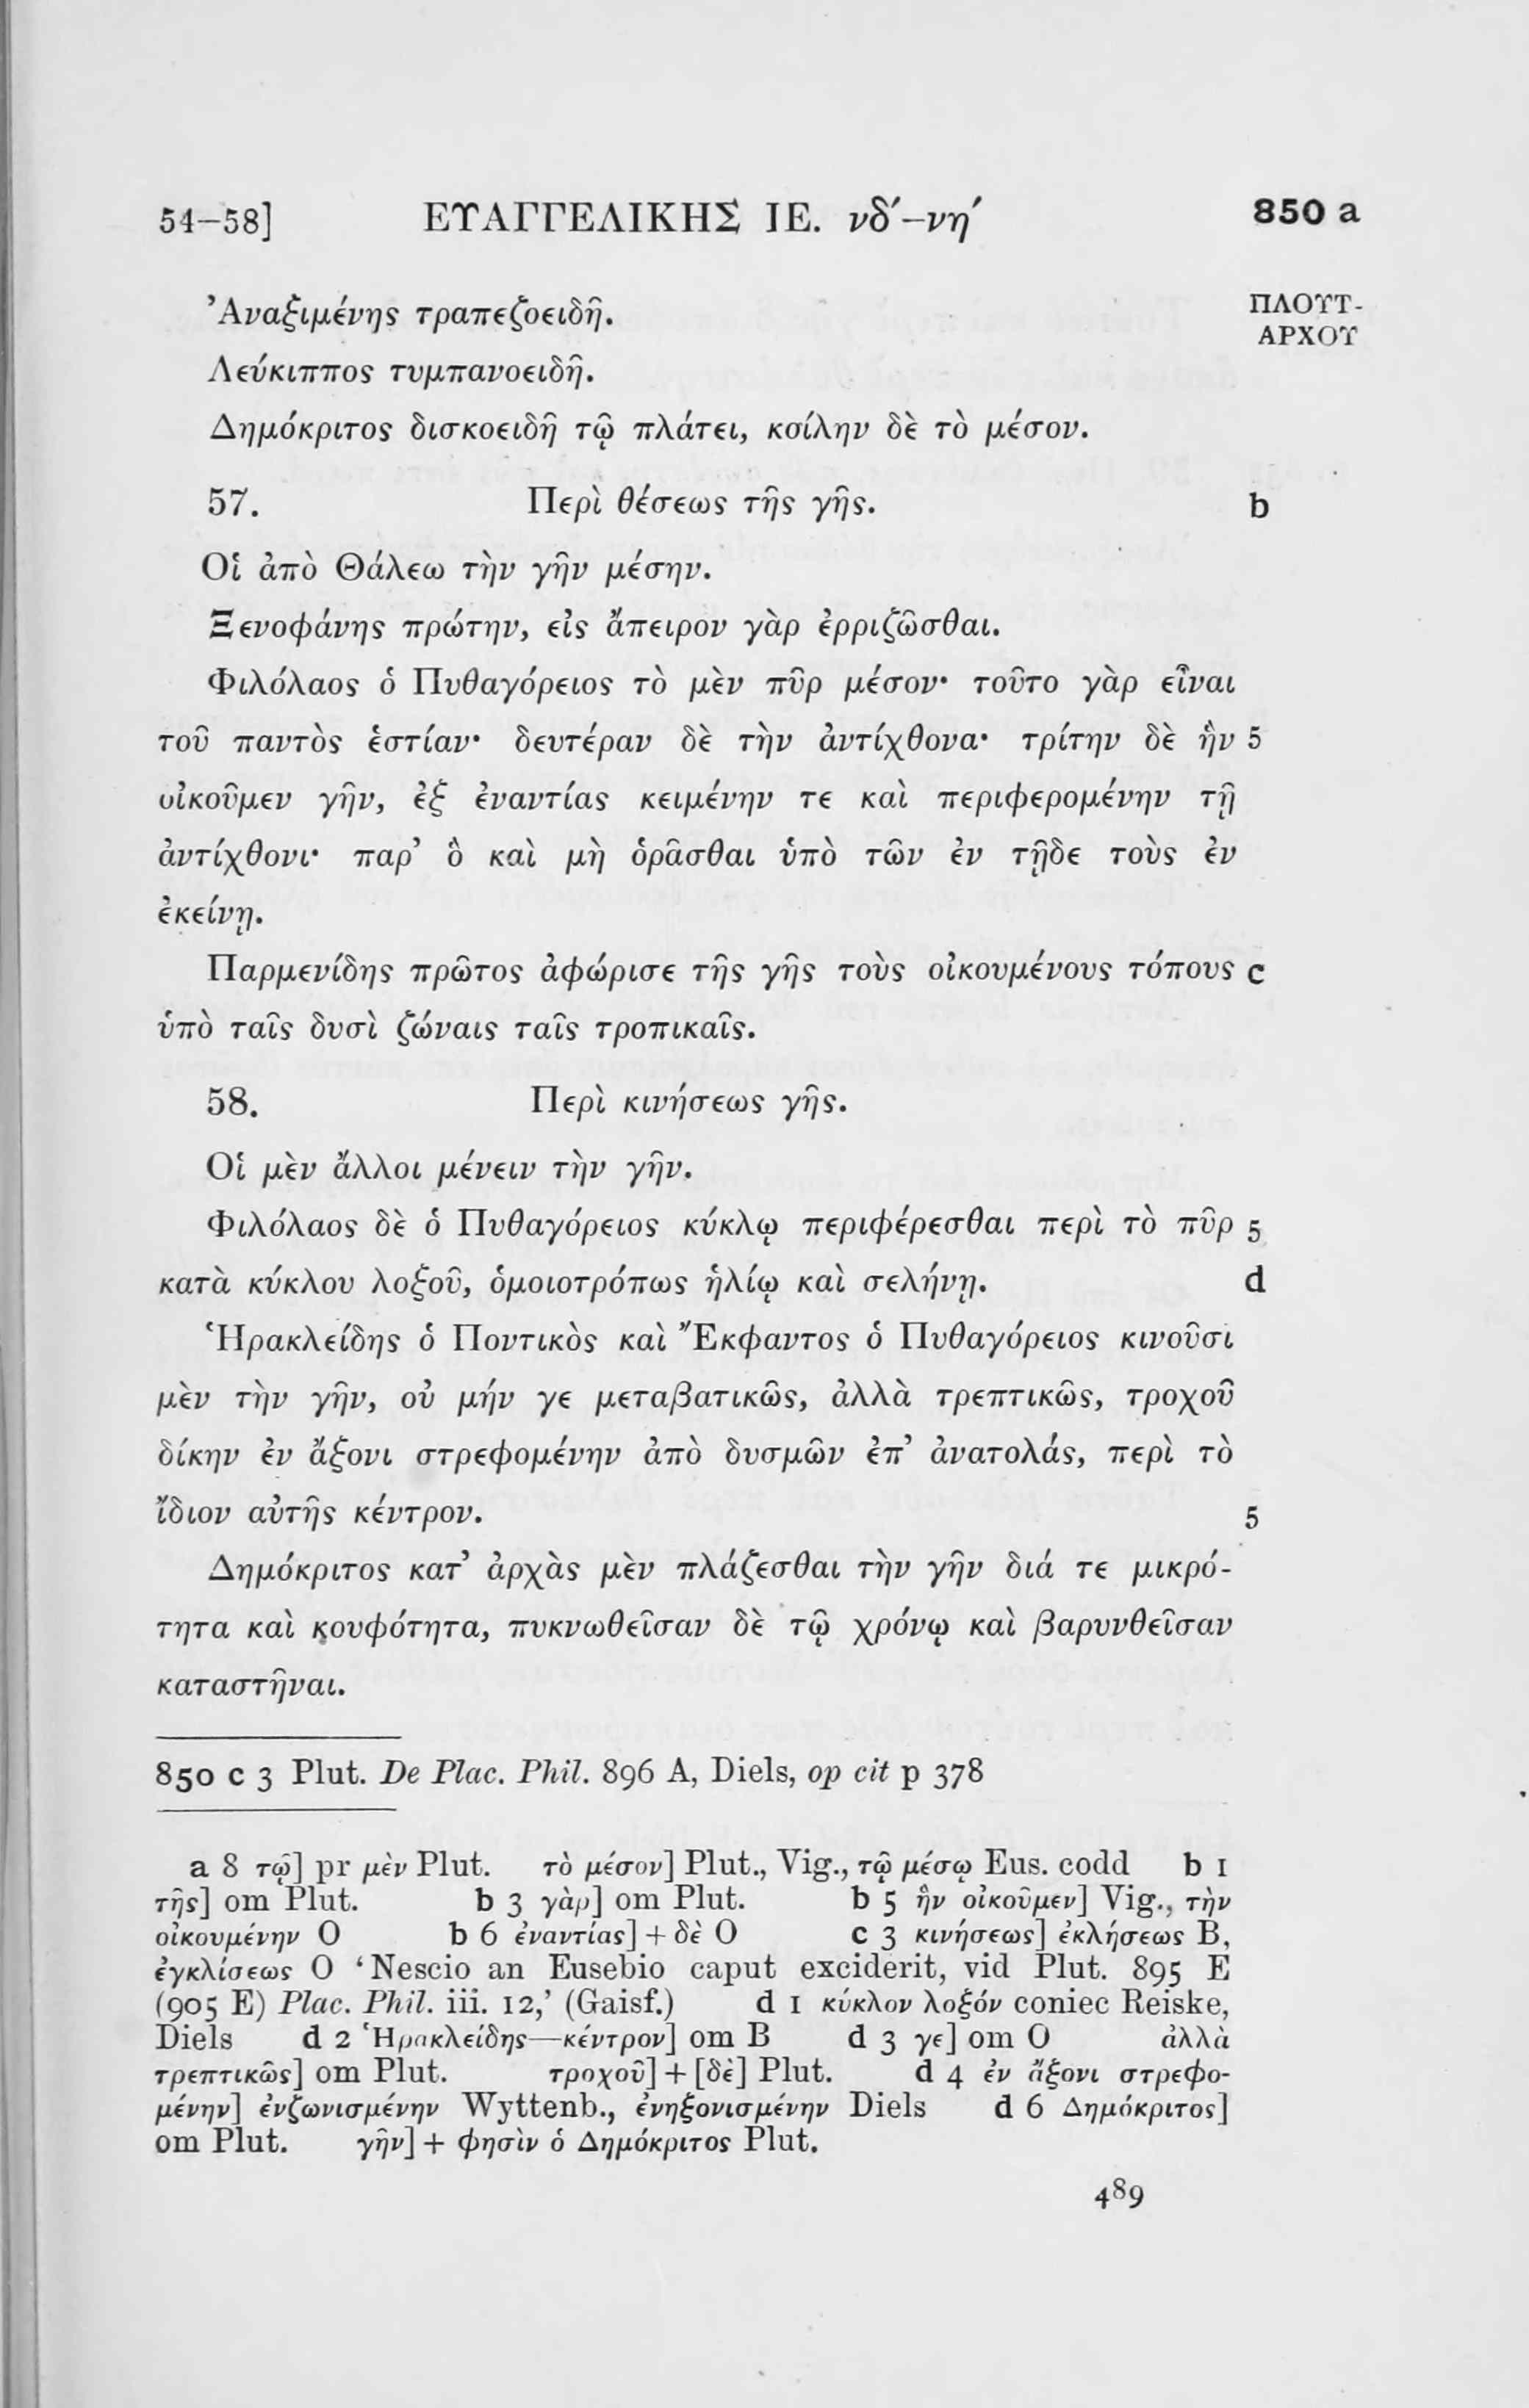 54–58] ΕΥΑΓΓΕΛΙΚΗΣ ΙΕ. νδʹ–νηʹ 850 a
Ἀναξιμένης τραπεζοειδῆ. ΠΛΟΥΤ-
ΑΡΧΟΥ
Λεύκιππος τυμπανοειδῆ.
Δημόκριτος δισκοειδῆ τῷ πλάτει, κοίλην δὲ τὸ μέσον.
57. Περὶ θέσεως τῆς γῆς. b
Οἱ ἀπὸ Θάλεω τὴν γῆν μέσην.
Ξενοφάνης πρώτην, εἰς ἄπειρον γὰρ ἐρριζῶσθαι.
Φιλόλαος ὁ Πυθαγόρειος τὸ μὲν πῦρ μέσον· τοῦτο γὰρ εἶναι
τοῦ παντὸς ἑστίαν· δευτέραν δὲ τὴν ἀντίχθονα· τρίτην δὲ ἣν 5
οἰκοῦμεν γῆν, ἐξ ἐναντίας κειμένην τε καὶ περιφερομένην τῇ
ἀντίχθονι· παρ’ ὃ καὶ μὴ ὁρᾶσθαι ὑπὸ τῶν ἐν τῇδε τοὺς ἐν
ἐκείνῃ.
Παρμενίδης πρῶτος ἀφώρισε τῆς γῆς τοὺς οἰκουμένους τόπους c
ὑπὸ ταῖς δυσὶ ζώναις ταῖς τροπικαῖς.
58. Περὶ κινήσεως γῆς.
Οἱ μὲν ἄλλοι μένειν τὴν γῆν.
Φιλόλαος δὲ ὁ Πυθαγόρειος κύκλῳ περιφέρεσθαι περὶ τὸ πῦρ 5
κατὰ κύκλου λοξοῦ, ὁμοιοτρόπως ἡλίῳ καὶ σελήνῃ. d
Ἡρακλείδης ὁ Ποντικὸς καὶ Ἔκφαντος ὁ Πυθαγόρειος κινοῦσι
μὲν τὴν γῆν, οὐ μήν γε μεταβατικῶς, ἀλλὰ τρεπτικῶς, τροχοῦ
δίκην ἐν ἄξονι στρεφομένην ἀπὸ δυσμῶν ἐπ’ ἀνατολάς, περὶ τὸ
ἴδιον αὐτῆς κέντρον. 5
Δημόκριτος κατ’ ἀρχὰς μὲν πλάζεσθαι τὴν γῆν διά τε μικρό-
τητα καὶ κουφότητα, πυκνωθεῖσαν δὲ τῷ χρόνῳ καὶ βαρυνθεῖσαν
καταστῆναι.
850 c 3 Plut. De Plac. Phil. 896 A, Diels, op cit p 378
a 8 τῷ] pr μὲν Plut. τὸ μέσον] Plut., Vig., τῷ μέσῳ Eus. codd b 1
τῆς] om Plut. b 3 γὰρ] om Plut. b 5 ἣν οἰκοῦμεν] Vig., τὴν
οἰκουμένην O b 6 ἐναντίας] + δὲ O c 3 κινήσεως] ἐκλήσεως B,
ἐγκλίσεως O ‘Nescio an Eusebio caput exciderit, vid Plut. 895 E
(905 E) Plac. Phil. iii. 12,’ (Gaisf.) d 1 κύκλον λοξόν coniec Reiske,
Diels d 2 Ἡρακλείδης—κέντρον] om B d 3 γε] om O ἀλλὰ
τρεπτικῶς] om Plut. τροχοῦ] + [δὲ] Plut. d 4 ἐν ἄξονι στρεφο-
μένην] ἐνζωνισμένην Wyttenb., ἐνηξονισμένην Diels d 6 Δημόκριτος]
om Plut. γῆν] + φησὶν ὁ Δημόκριτος Plut.
489